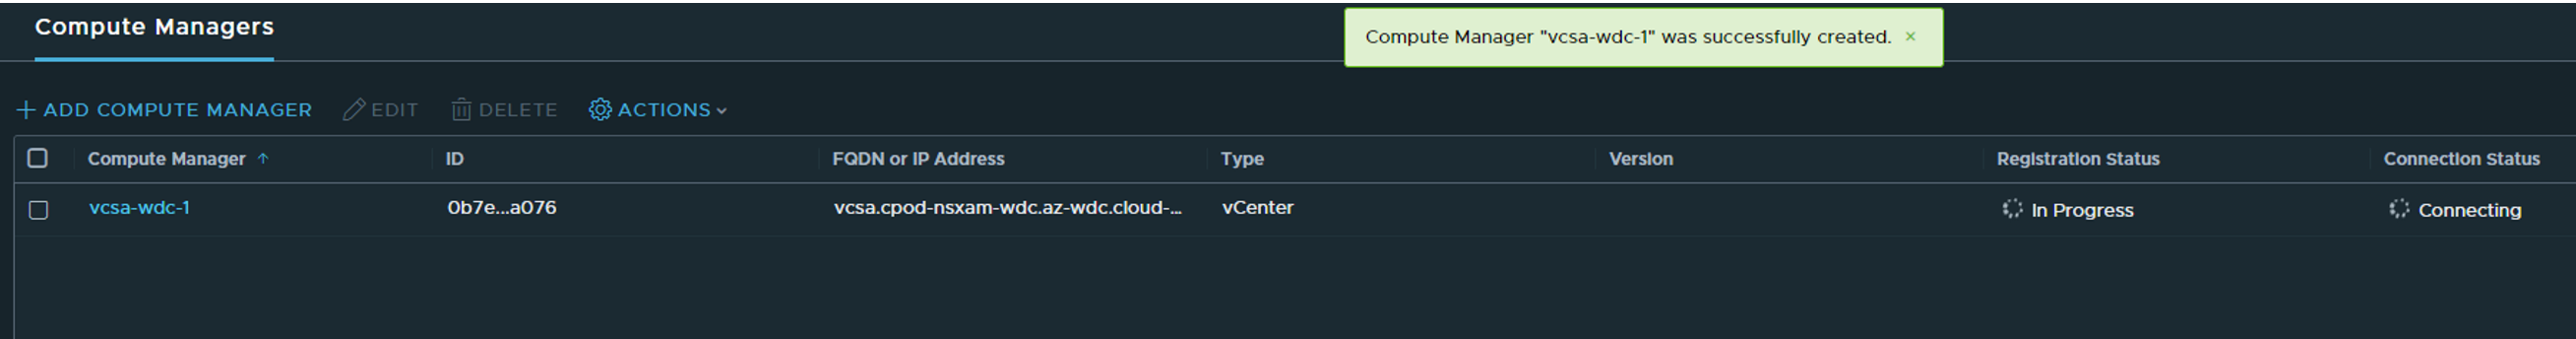 Compute Managers
Compute Manager "vcsa-wdc-1" was successfully created. ×
+ ADD COMPUTE MANAGER EDIT DELETE ACTIONS
Compute Manager ↑ ID FQDN or IP Address Type Version Registration Status Connection Status
vcsa-wdc-1 0b7e...a076 vcsa.cpod-nsxam-wdc.az-wdc.cloud-... vCenter In Progress Connecting